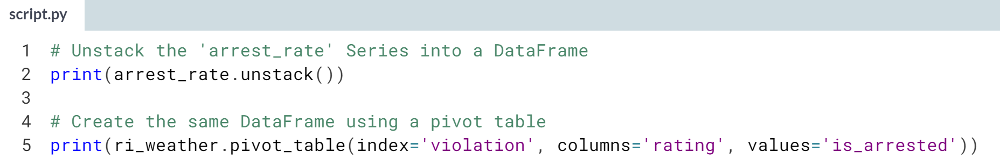 script.py
1 # Unstack the 'arrest_rate' Series into a DataFrame
2 print(arrest_rate.unstack())
3
4 # Create the same DataFrame using a pivot table
5 print(ri_weather.pivot_table(index='violation', columns='rating', values='is_arrested'))